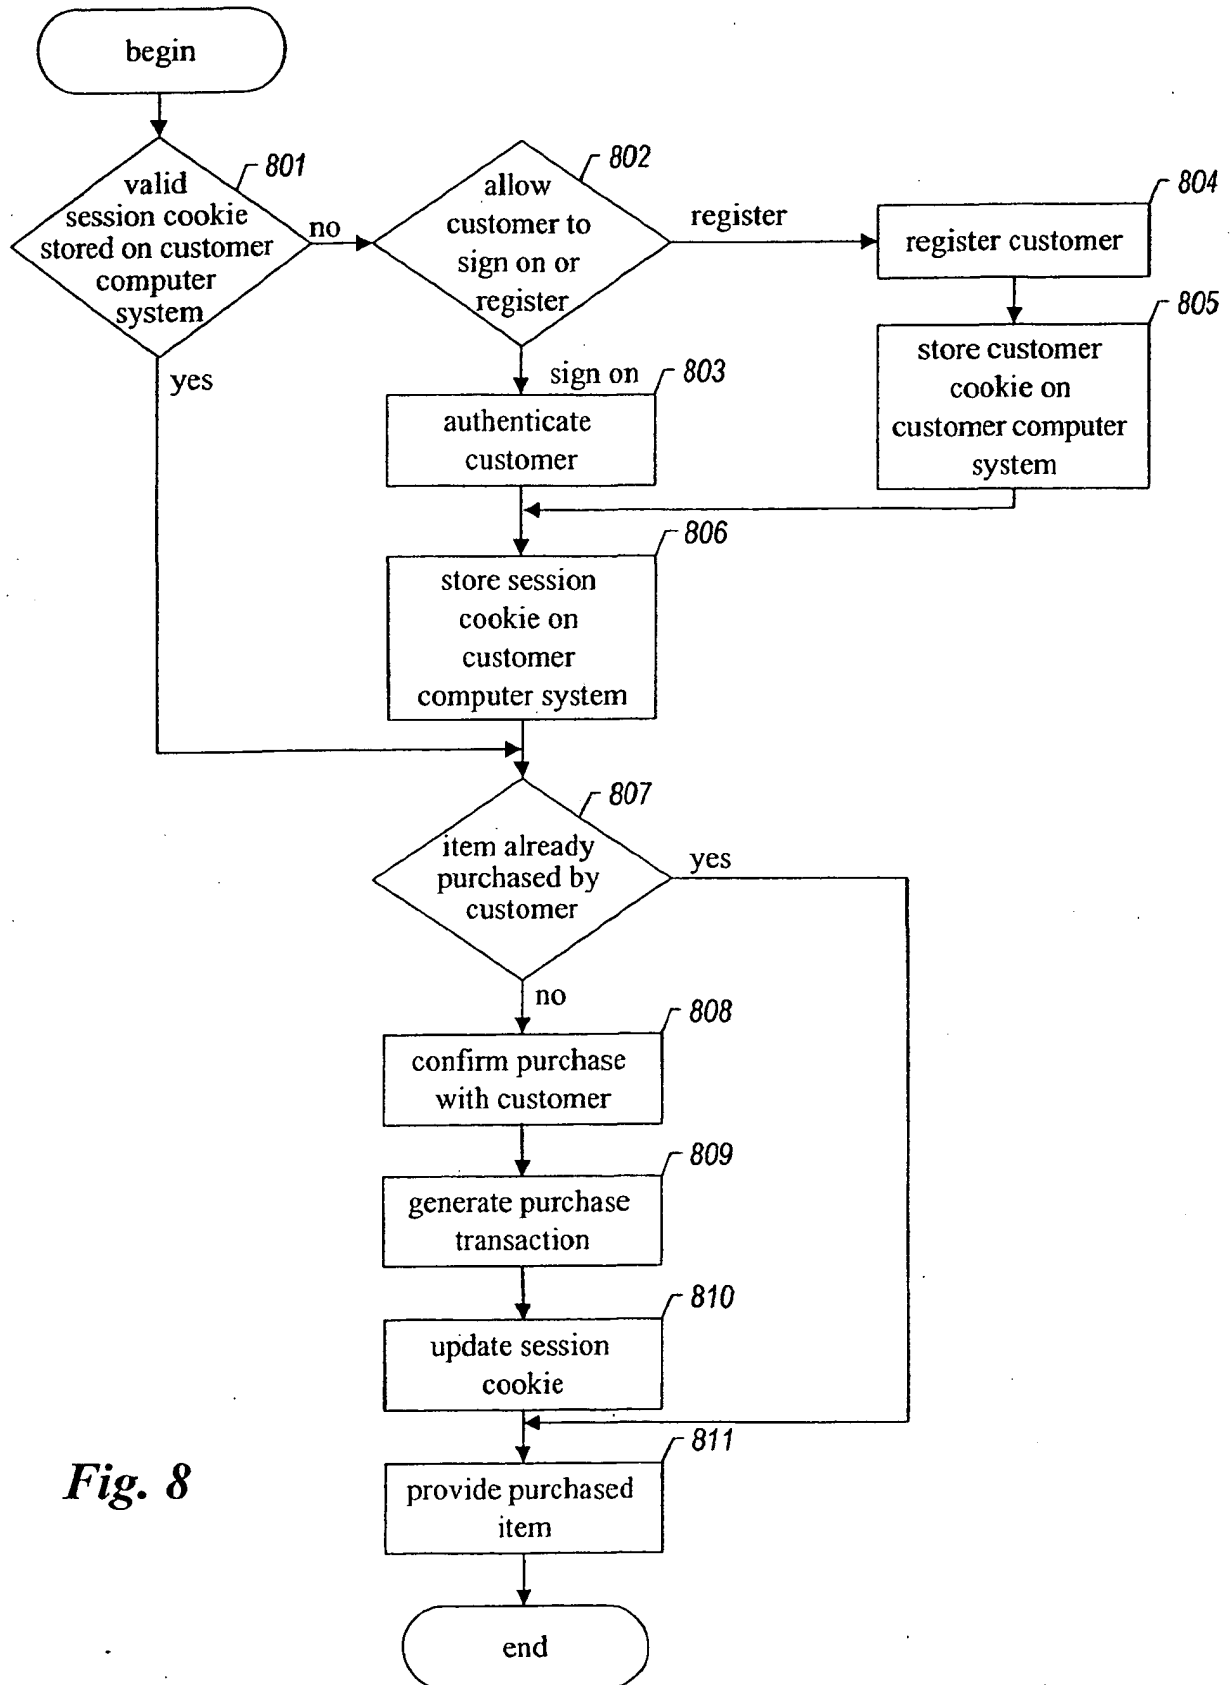 begin
801
valid
session cookie
stored on customer
computer
system
no
yes
802
allow
customer to
sign on or
register
register
sign on
804
register customer
805
store customer
cookie on
customer computer
system
803
authenticate
customer
806
store session
cookie on
customer
computer system
807
item already
purchased by
customer
yes
no
808
confirm purchase
with customer
809
generate purchase
transaction
810
update session
cookie
811
provide purchased
item
end
Fig. 8